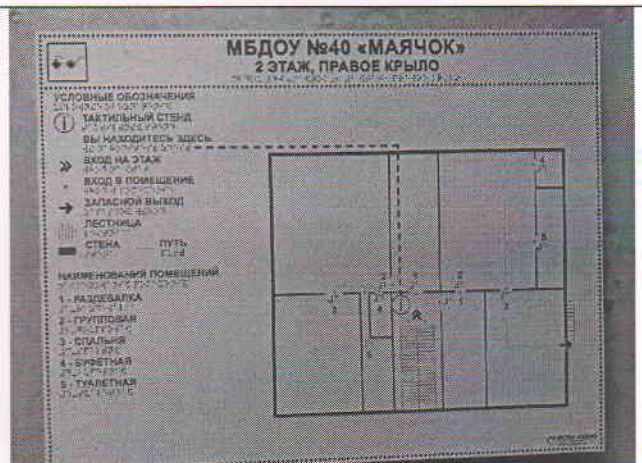 МБДОУ №40 «МАЯЧОК»
2 ЭТАЖ, ПРАВОЕ КРЫЛО
УСЛОВНЫЕ ОБОЗНАЧЕНИЯ
ТАКТИЛЬНЫЙ СТЕНД
ВЫ НАХОДИТЕСЬ ЗДЕСЬ
ВХОД НА ЭТАЖ
ВХОД В ПОМЕЩЕНИЕ
ЗАПАСНОЙ ВЫХОД
ЛЕСТНИЦА
СТЕНА ПУТЬ
НАИМЕНОВАНИЯ ПОМЕЩЕНИЙ
1 - РАЗДЕВАЛКА
2 - ГРУППОВАЯ
3 - СПАЛЬНЯ
4 - БУФЕТНАЯ
5 - ТУАЛЕТНАЯ